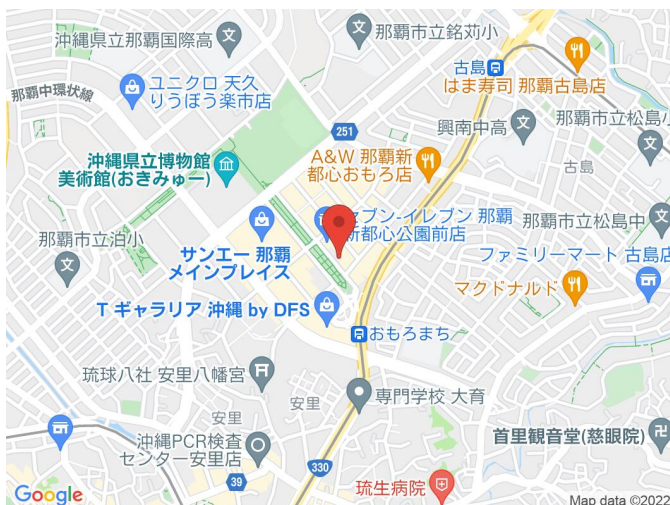 沖縄県立那覇国際高
那覇市立銘苅小
古島
はま寿司 那覇古島店
ユニクロ 天久
りうぼう楽市店
那覇中環状線
251
興南中高
那覇市立松島小
沖縄県立博物館
美術館(おきみゅー)
A&W 那覇新
都心おもろ店
古島
セブン-イレブン 那覇
新都心公園前店
那覇市立松島中
那覇市立泊小
サンエー 那覇
メインプレイス
ファミリーマート 古島店
マクドナルド
T ギャラリア 沖縄 by DFS
おもろまち
琉球八社 安里八幡宮
専門学校 大育
安里
安里
沖縄PCR検査
センター安里店
首里観音堂(慈眼院)
39
330
琉生病院
Google
Map data ©2022